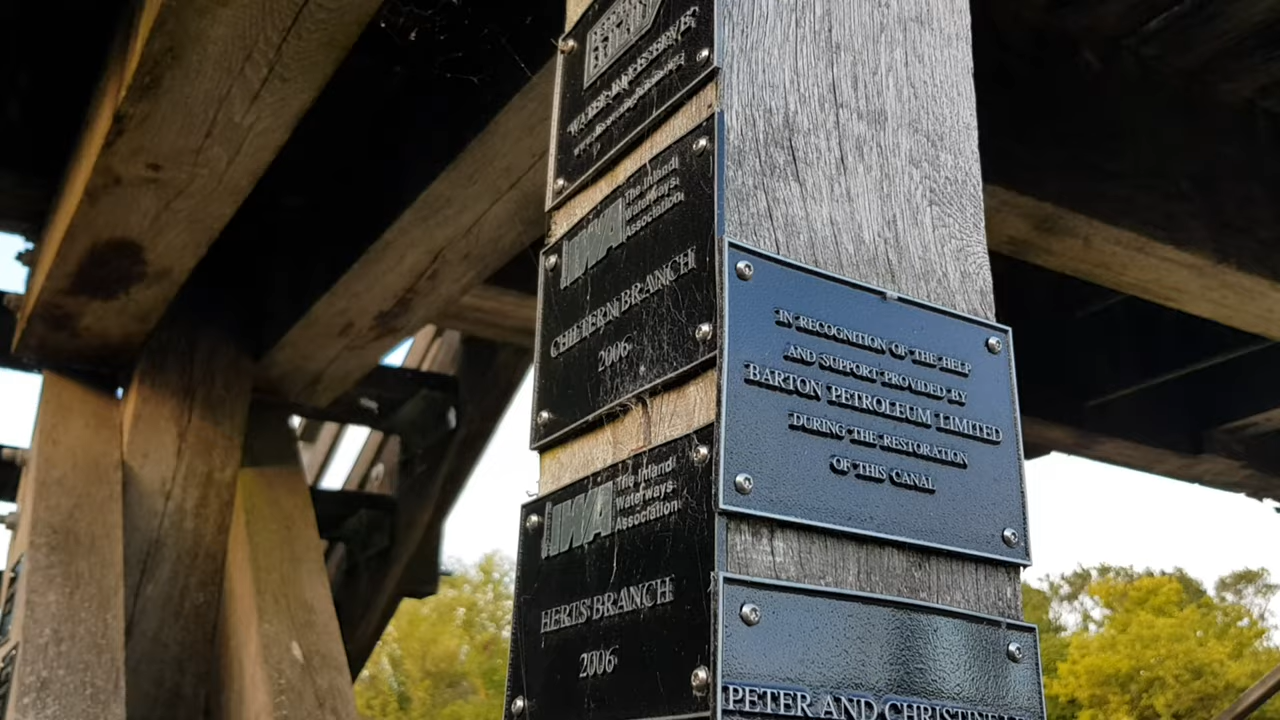 IWA
The Inland
Waterways
Association
CHILTERN BRANCH
2006
IWA
The Inland
Waterways
Association
HERTS BRANCH
2006
IN RECOGNITION OF THE HELP
AND SUPPORT PROVIDED BY
BARTON PETROLEUM LIMITED
DURING THE RESTORATION
OF THIS CANAL
PETER AND